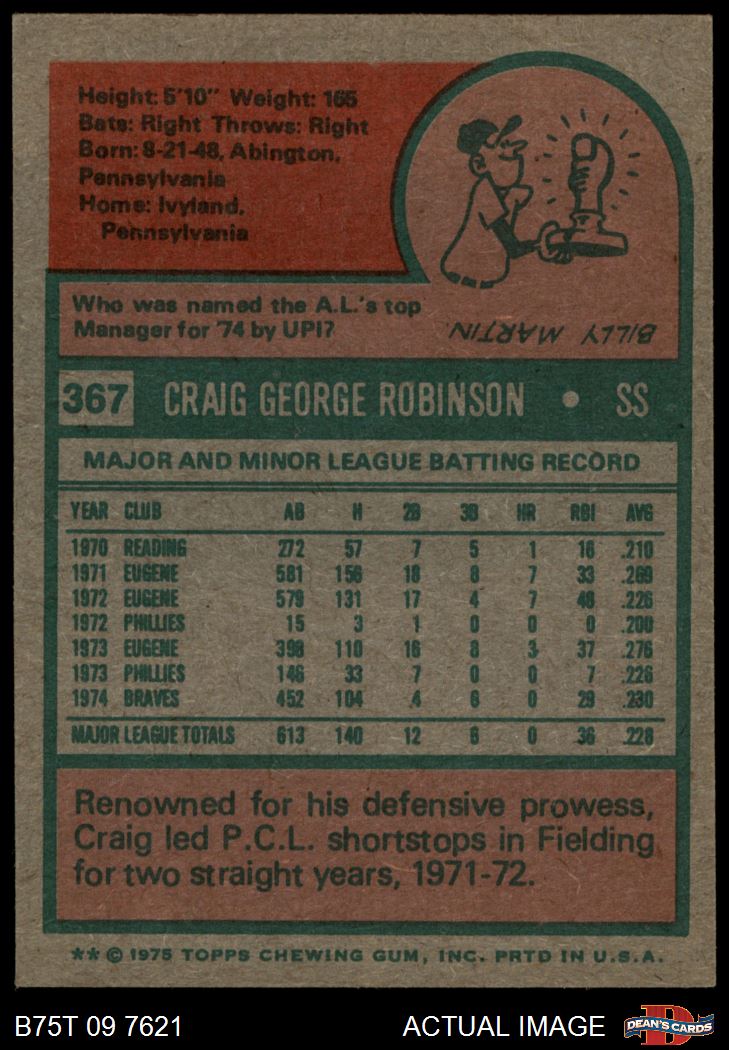 Height: 5'10" Weight: 165
Bats: Right Throws: Right
Born: 8-21-48, Abington,
Pennsylvania
Home: Ivyland,
Pennsylvania
Who was named the A.L.'s top
Manager for '74 by UPI?
BILLY MARTIN
367 CRAIG GEORGE ROBINSON • SS
MAJOR AND MINOR LEAGUE BATTING RECORD
YEAR CLUB AB H 2B 3B HR RBI AVG
1970 READING 272 57 7 5 1 16 .210
1971 EUGENE 581 156 18 8 7 33 .269
1972 EUGENE 579 131 17 4 7 48 .226
1972 PHILLIES 15 3 1 0 0 0 .200
1973 EUGENE 398 110 16 8 3 37 .276
1973 PHILLIES 146 33 7 0 0 7 .226
1974 BRAVES 452 104 4 6 0 29 .230
MAJOR LEAGUE TOTALS 613 140 12 6 0 36 .228
Renowned for his defensive prowess,
Craig led P.C.L. shortstops in Fielding
for two straight years, 1971-72.
** © 1975 TOPPS CHEWING GUM, INC. PRTD IN U.S.A.
B75T 09 7621 ACTUAL IMAGE D DEAN'S CARDS